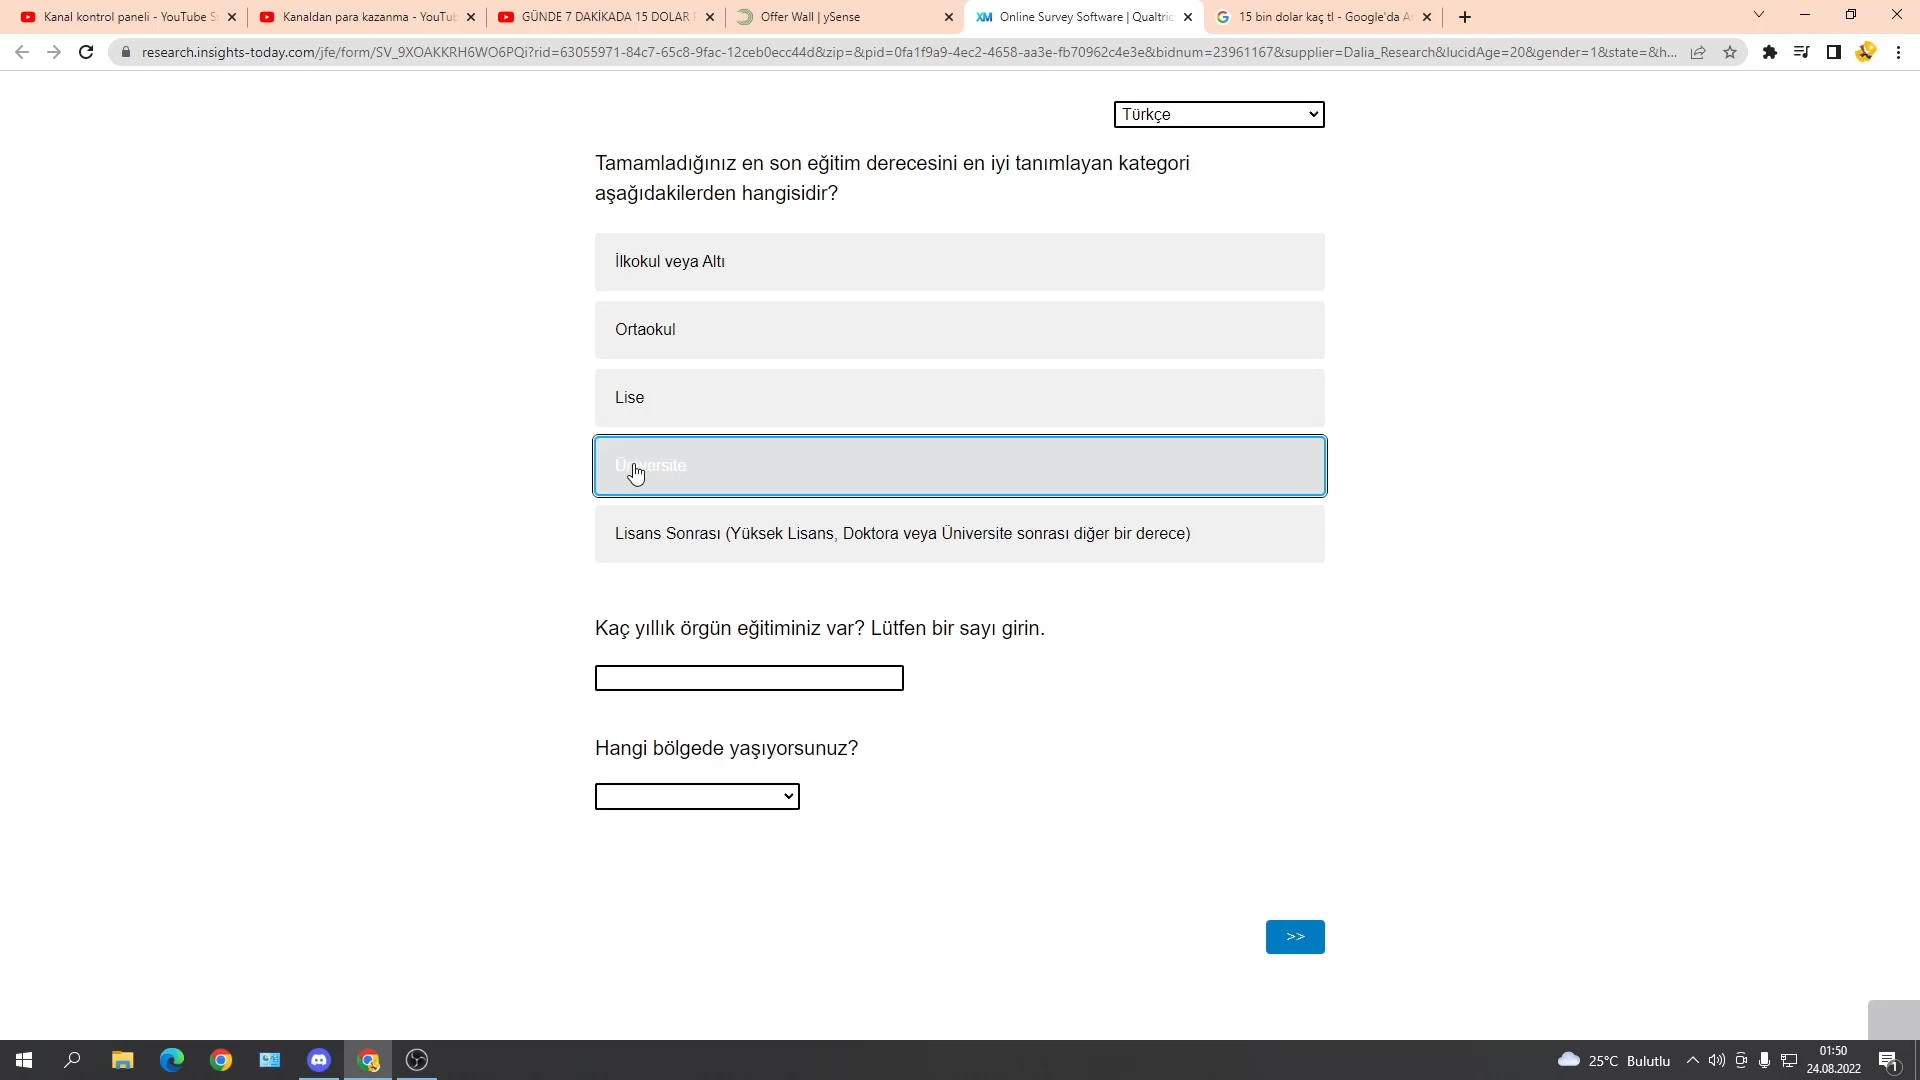 Kanal kontrol paneli - YouTube S
Kanaldan para kazanma - YouTub
GÜNDE 7 DAKİKADA 15 DOLAR
Offer Wall | ySense
Online Survey Software | Qualtric
15 bin dolar kaç tl - Google'da A
research.insights-today.com/jfe/form/SV_9XOAKKRH6WO6PQi?rid=63055971-84c7-65c8-9fac-12ceb0ecc44d&zip=&pid=0fa1f9a9-4ec2-4658-aa3e-fb70962c4e3e&bidnum=23961167&supplier=Dalia_Research&lucidAge=20&gender=1&state=&h...
Türkçe
Tamamladığınız en son eğitim derecesini en iyi tanımlayan kategori
aşağıdakilerden hangisidir?
İlkokul veya Altı
Ortaokul
Lise
Üniversite
Lisans Sonrası (Yüksek Lisans, Doktora veya Üniversite sonrası diğer bir derece)
Kaç yıllık örgün eğitiminiz var? Lütfen bir sayı girin.
Hangi bölgede yaşıyorsunuz?
>>
25°C Bulutlu
01:50
24.08.2022
1